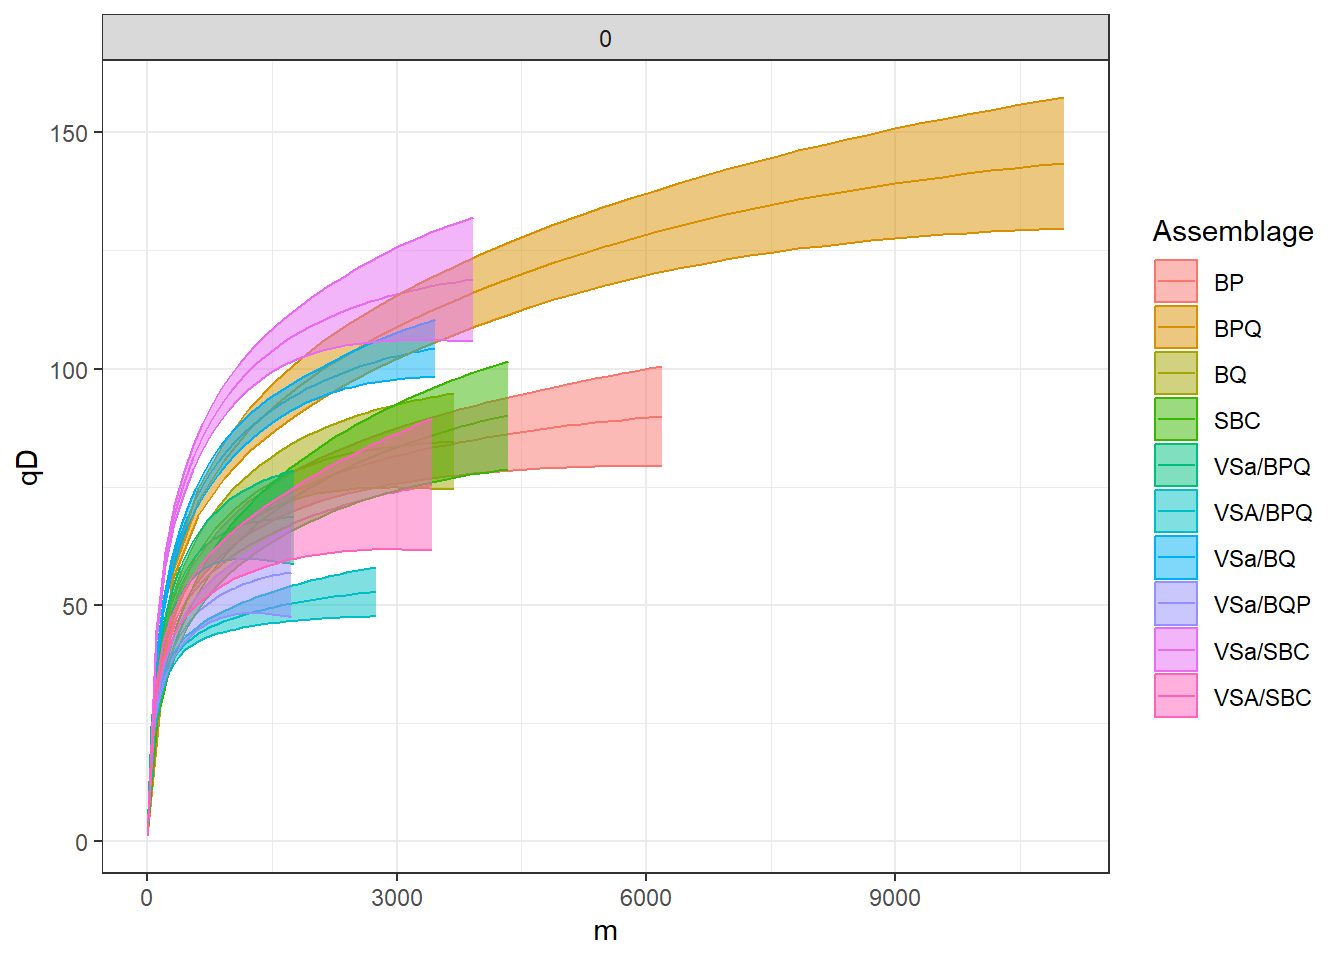 0
qD
150
100
50
0
0
3000
6000
9000
m
Assemblage
BP
BPQ
BQ
SBC
VSa/BPQ
VSA/BPQ
VSa/BQ
VSa/BQP
VSa/SBC
VSA/SBC